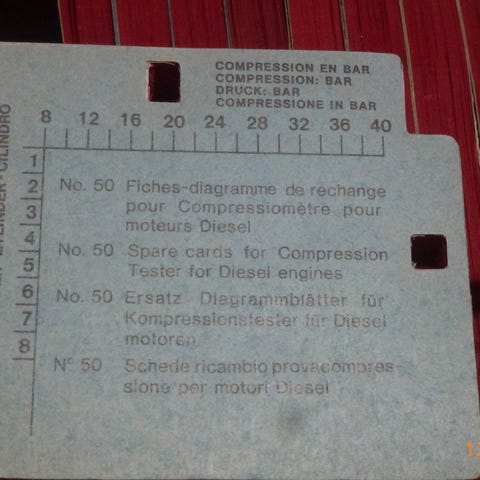 COMPRESSION EN BAR
COMPRESSION: BAR
DRUCK: BAR
COMPRESSIONE IN BAR
8 12 16 20 24 28 32 36 40
CYLINDER-CILINDRO
1
2
3
4
5
6
7
8
No. 50 Fiches-diagramme de rechange
pour Compressiomètre pour
moteurs Diesel
No. 50 Spare cards for Compression
Tester for Diesel engines
No. 50 Ersatz Diagrammblätter für
Kompressionstester für Diesel
motoren
N° 50 Schede ricambio provacompres-
sione per motori Diesel